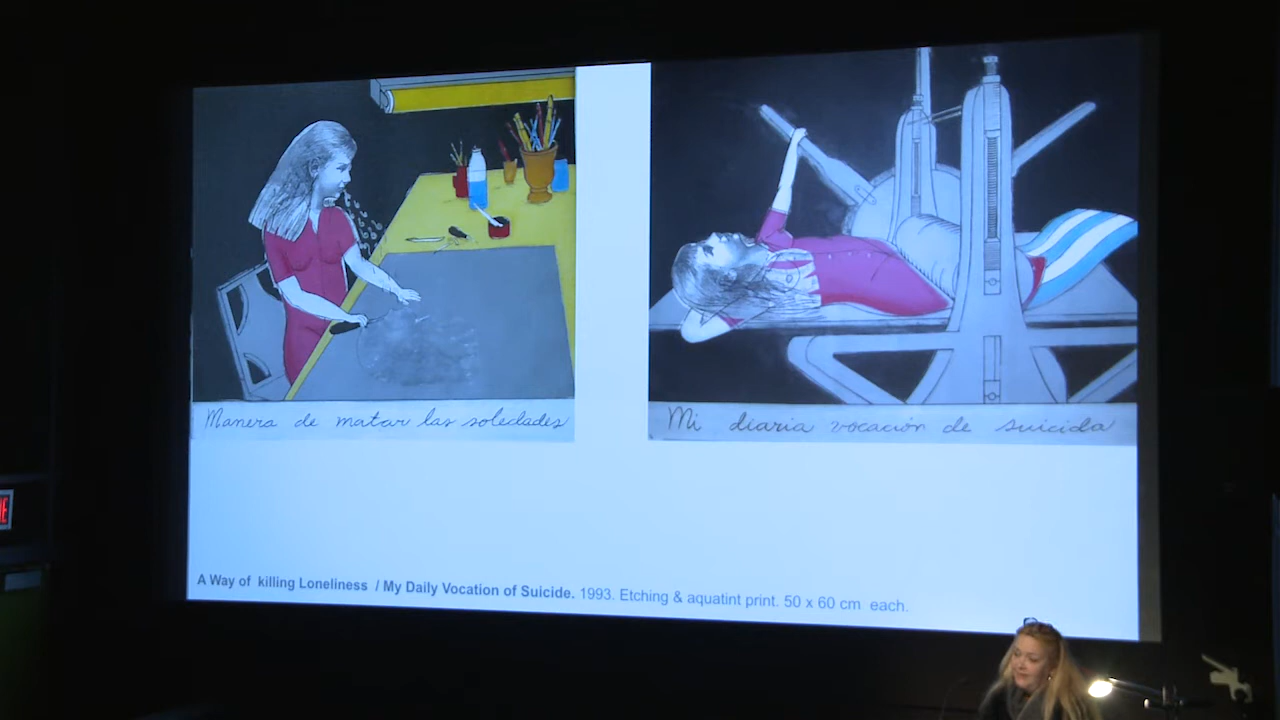 Manera de matar las soledades
Mi diaria vocación de suicida
A Way of killing Loneliness / My Daily Vocation of Suicide. 1993. Etching & aquatint print. 50 x 60 cm each.